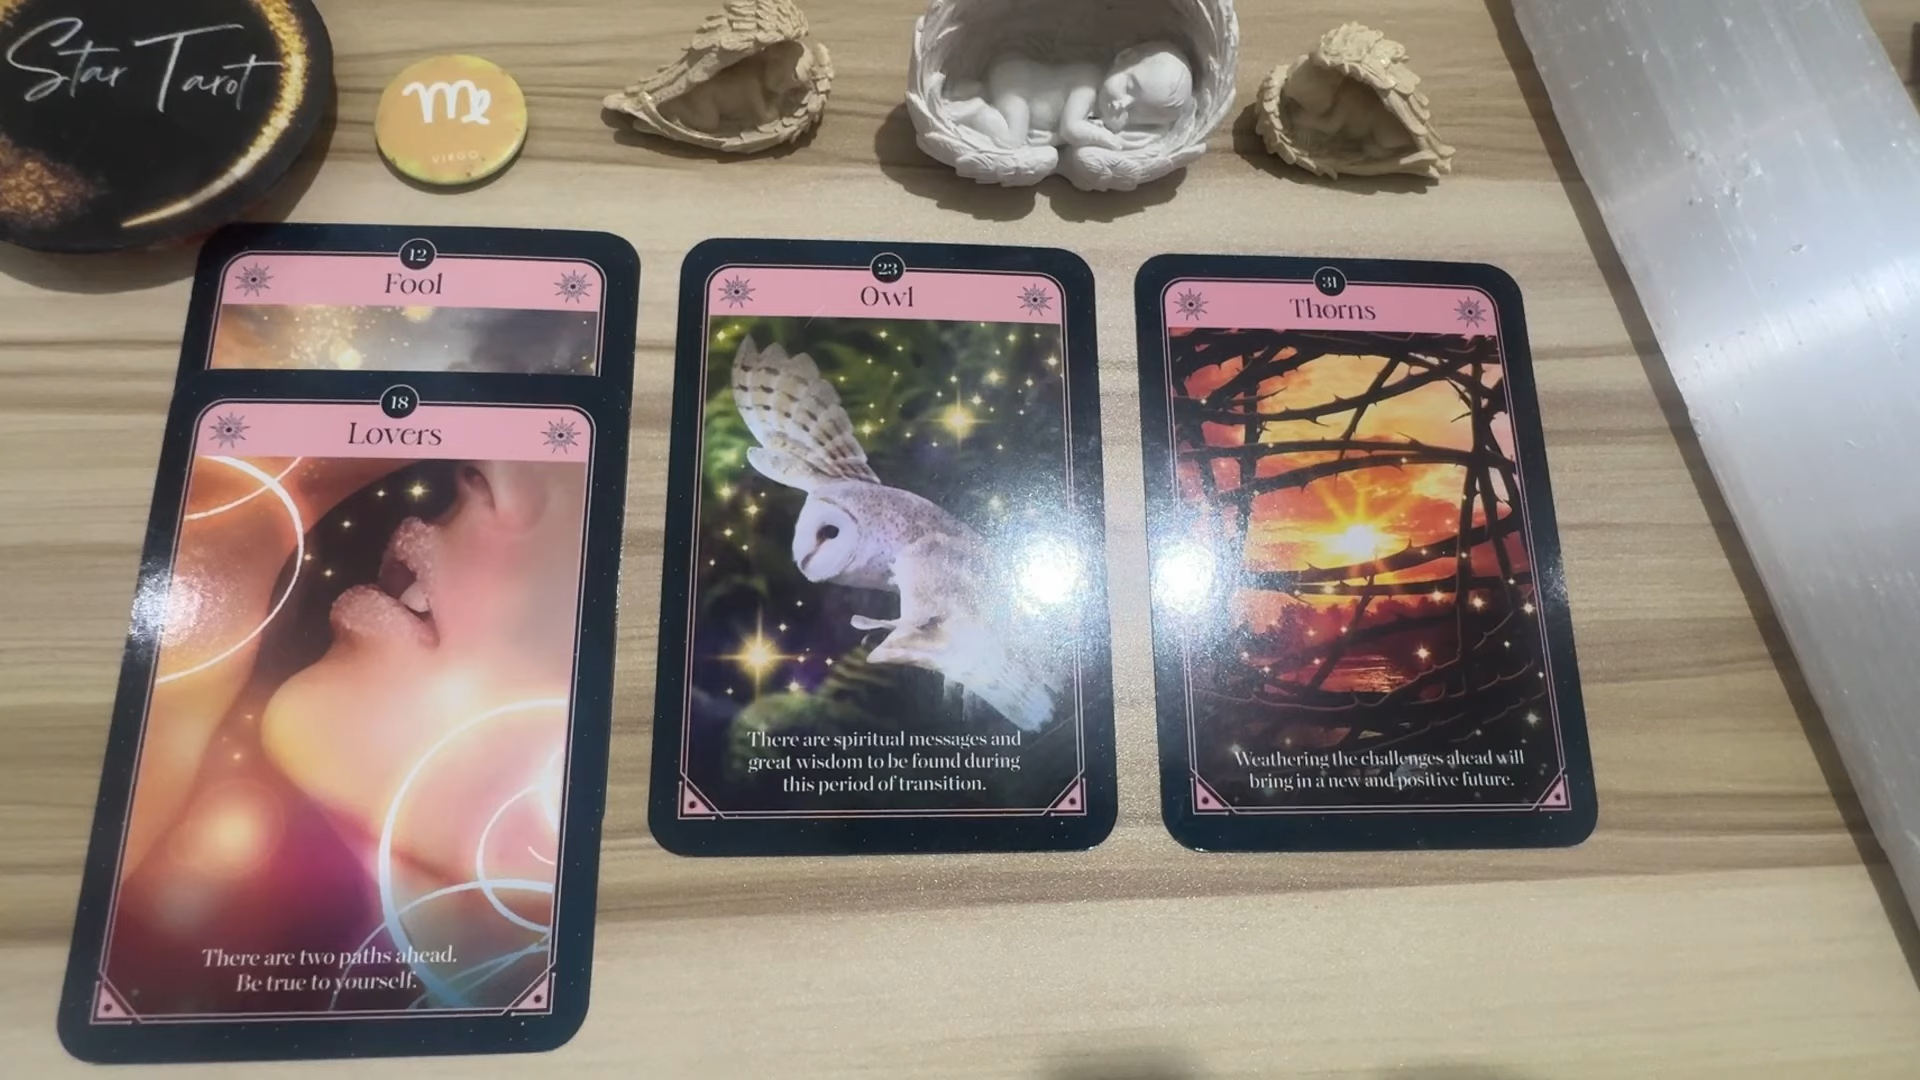 Star Tarot
VIRGO
12
Fool
18
Lovers
There are two paths ahead.
Be true to yourself.
23
Owl
There are spiritual messages and
great wisdom to be found during
this period of transition.
31
Thorns
Weathering the challenges ahead will
bring in a new and positive future.